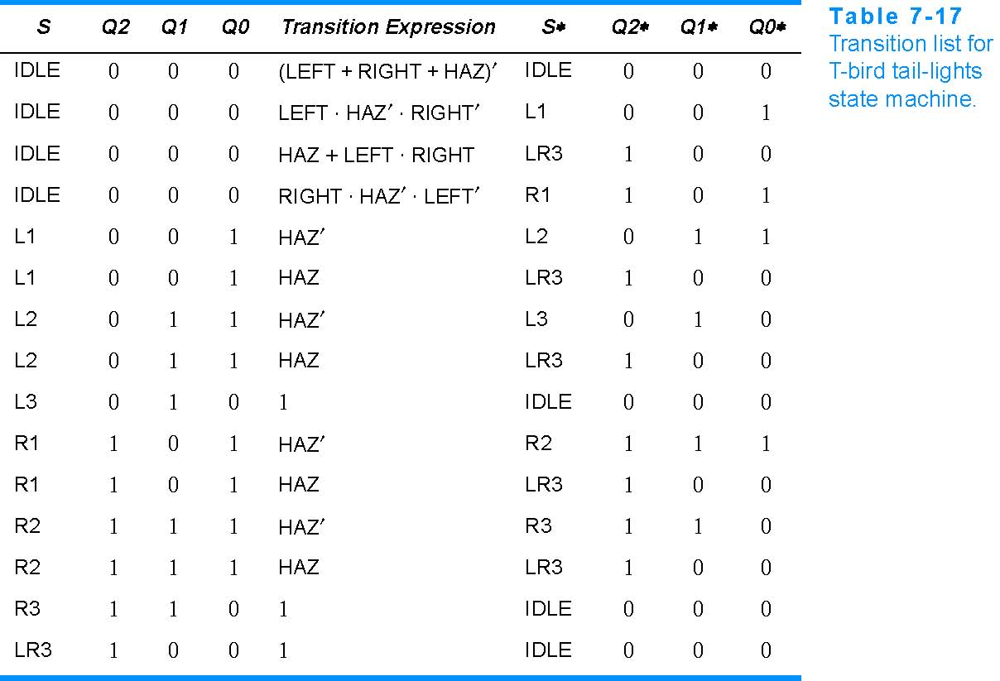 S Q2 Q1 Q0 Transition Expression S∗ Q2∗ Q1∗ Q0∗
IDLE 0 0 0 (LEFT + RIGHT + HAZ)′ IDLE 0 0 0
IDLE 0 0 0 LEFT · HAZ′ · RIGHT′ L1 0 0 1
IDLE 0 0 0 HAZ + LEFT · RIGHT LR3 1 0 0
IDLE 0 0 0 RIGHT · HAZ′ · LEFT′ R1 1 0 1
L1 0 0 1 HAZ′ L2 0 1 1
L1 0 0 1 HAZ LR3 1 0 0
L2 0 1 1 HAZ′ L3 0 1 0
L2 0 1 1 HAZ LR3 1 0 0
L3 0 1 0 1 IDLE 0 0 0
R1 1 0 1 HAZ′ R2 1 1 1
R1 1 0 1 HAZ LR3 1 0 0
R2 1 1 1 HAZ′ R3 1 1 0
R2 1 1 1 HAZ LR3 1 0 0
R3 1 1 0 1 IDLE 0 0 0
LR3 1 0 0 1 IDLE 0 0 0
Table 7-17
Transition list for
T-bird tail-lights
state machine.